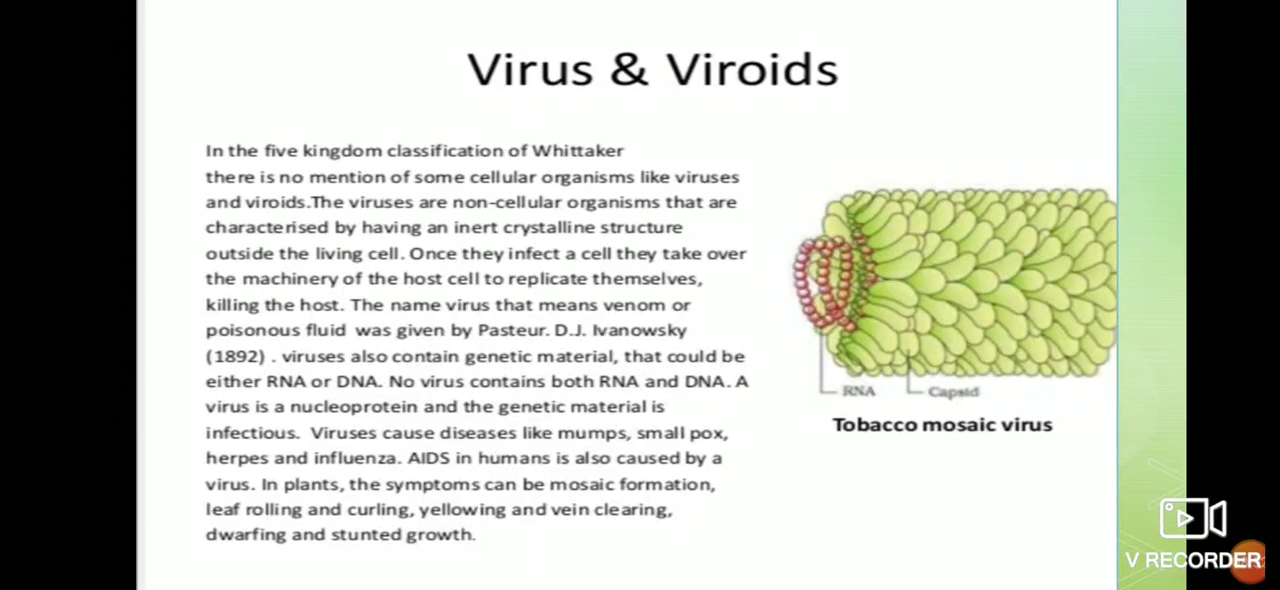 Virus & Viroids
In the five kingdom classification of Whittaker
there is no mention of some cellular organisms like viruses
and viroids.The viruses are non-cellular organisms that are
characterised by having an inert crystalline structure
outside the living cell. Once they infect a cell they take over
the machinery of the host cell to replicate themselves,
killing the host. The name virus that means venom or
poisonous fluid was given by Pasteur. D.J. Ivanowsky
(1892) . viruses also contain genetic material, that could be
either RNA or DNA. No virus contains both RNA and DNA. A
virus is a nucleoprotein and the genetic material is
infectious. Viruses cause diseases like mumps, small pox,
herpes and influenza. AIDS in humans is also caused by a
virus. In plants, the symptoms can be mosaic formation,
leaf rolling and curling, yellowing and vein clearing,
dwarfing and stunted growth.
RNA
Capsid
Tobacco mosaic virus
V RECORDER